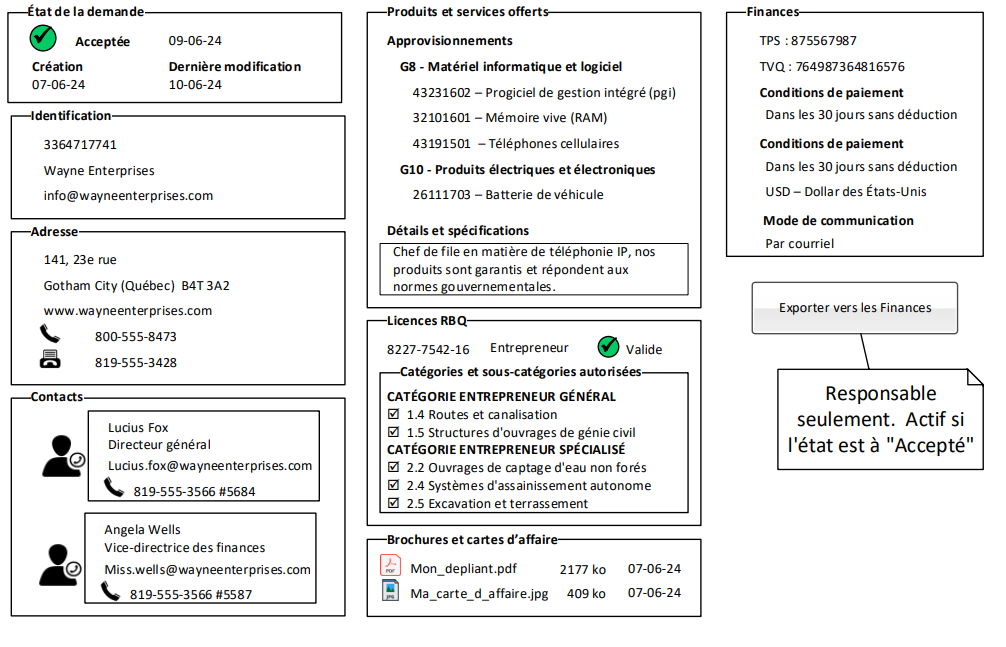 État de la demande
Acceptée 09-06-24
Création Dernière modification
07-06-24 10-06-24
Identification
3364717741
Wayne Enterprises
info@wayneenterprises.com
Adresse
141, 23e rue
Gotham City (Québec) B4T 3A2
www.wayneenterprises.com
800-555-8473
819-555-3428
Contacts
Lucius Fox
Directeur général
Lucius.fox@wayneenterprises.com
819-555-3566 #5684
Angela Wells
Vice-directrice des finances
Miss.wells@wayneenterprises.com
819-555-3566 #5587
Produits et services offerts
Approvisionnements
G8 - Matériel informatique et logiciel
43231602 – Progiciel de gestion intégré (pgi)
32101601 – Mémoire vive (RAM)
43191501 – Téléphones cellulaires
G10 - Produits électriques et électroniques
26111703 – Batterie de véhicule
Détails et spécifications
Chef de file en matière de téléphonie IP, nos
produits sont garantis et répondent aux
normes gouvernementales.
Licences RBQ
8227-7542-16 Entrepreneur Valide
Catégories et sous-catégories autorisées
CATÉGORIE ENTREPRENEUR GÉNÉRAL
1.4 Routes et canalisation
1.5 Structures d'ouvrages de génie civil
CATÉGORIE ENTREPRENEUR SPÉCIALISÉ
2.2 Ouvrages de captage d'eau non forés
2.4 Systèmes d'assainissement autonome
2.5 Excavation et terrassement
Brochures et cartes d’affaire
PDF Mon_depliant.pdf 2177 ko 07-06-24
JPG Ma_carte_d_affaire.jpg 409 ko 07-06-24
Finances
TPS : 875567987
TVQ : 764987364816576
Conditions de paiement
Dans les 30 jours sans déduction
Conditions de paiement
Dans les 30 jours sans déduction
USD – Dollar des États-Unis
Mode de communication
Par courriel
Exporter vers les Finances
Responsable
seulement. Actif si
l'état est à "Accepté"